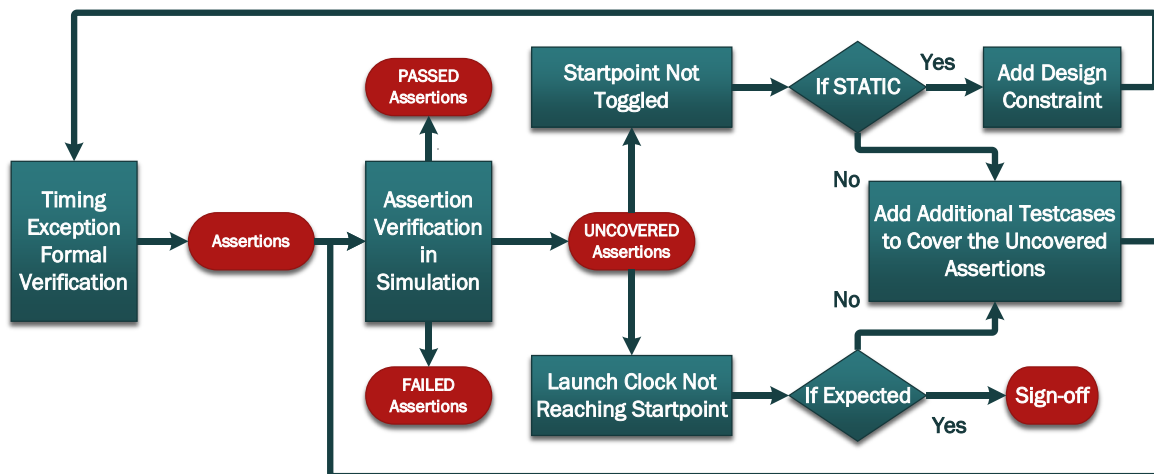 Timing
Exception
Formal
Verification
Assertions
PASSED
Assertions
Assertion
Verification
in
Simulation
FAILED
Assertions
UNCOVERED
Assertions
Startpoint Not
Toggled
If STATIC
Yes
Add Design
Constraint
No
Add Additional Testcases
to Cover the Uncovered
Assertions
No
Launch Clock Not
Reaching Startpoint
If Expected
Yes
Sign-off